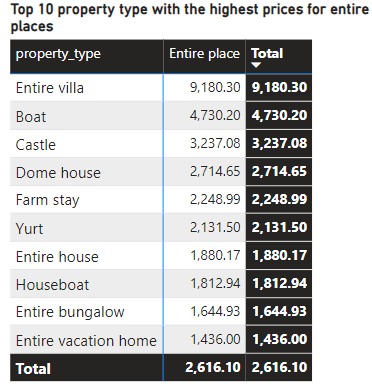 Top 10 property type with the highest prices for entire
places
property_type Entire place Total
Entire villa 9,180.30 9,180.30
Boat 4,730.20 4,730.20
Castle 3,237.08 3,237.08
Dome house 2,714.65 2,714.65
Farm stay 2,248.99 2,248.99
Yurt 2,131.50 2,131.50
Entire house 1,880.17 1,880.17
Houseboat 1,812.94 1,812.94
Entire bungalow 1,644.93 1,644.93
Entire vacation home 1,436.00 1,436.00
Total 2,616.10 2,616.10